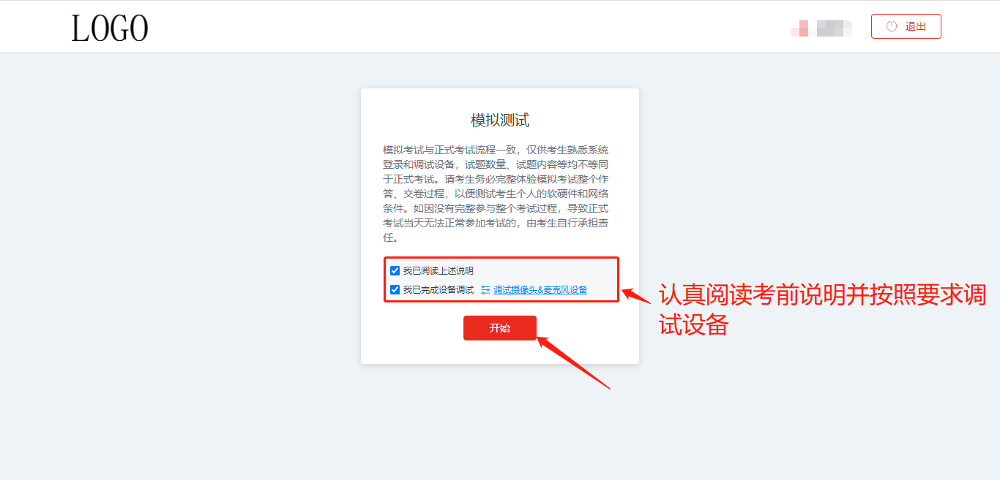 LOGO
退出
模拟测试
模拟考试与正式考试流程一致，仅供考生熟悉系统
登录和调试设备，试题数量、试题内容等均不等同
于正式考试。请考生务必完整体验模拟考试整个作
答、交卷过程，以便测试考生个人的软硬件和网络
条件。如因没有完整参与整个考试过程，导致正式
考试当天无法正常参加考试的，由考生自行承担责
任。
我已阅读上述说明
我已完成设备调试 调试摄像头&麦克风设备
开始
认真阅读考前说明并按照要求调
试设备